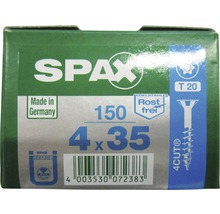 SPAX
Made in
Germany
150
Rost
frei
T 20
4CUT®
4 x 35
4 003530 072383